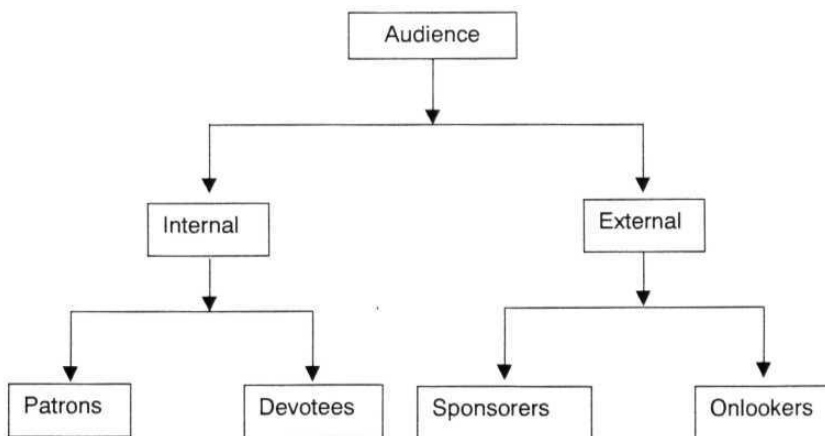 Audience
Internal
External
Patrons
Devotees
Sponsorers
Onlookers